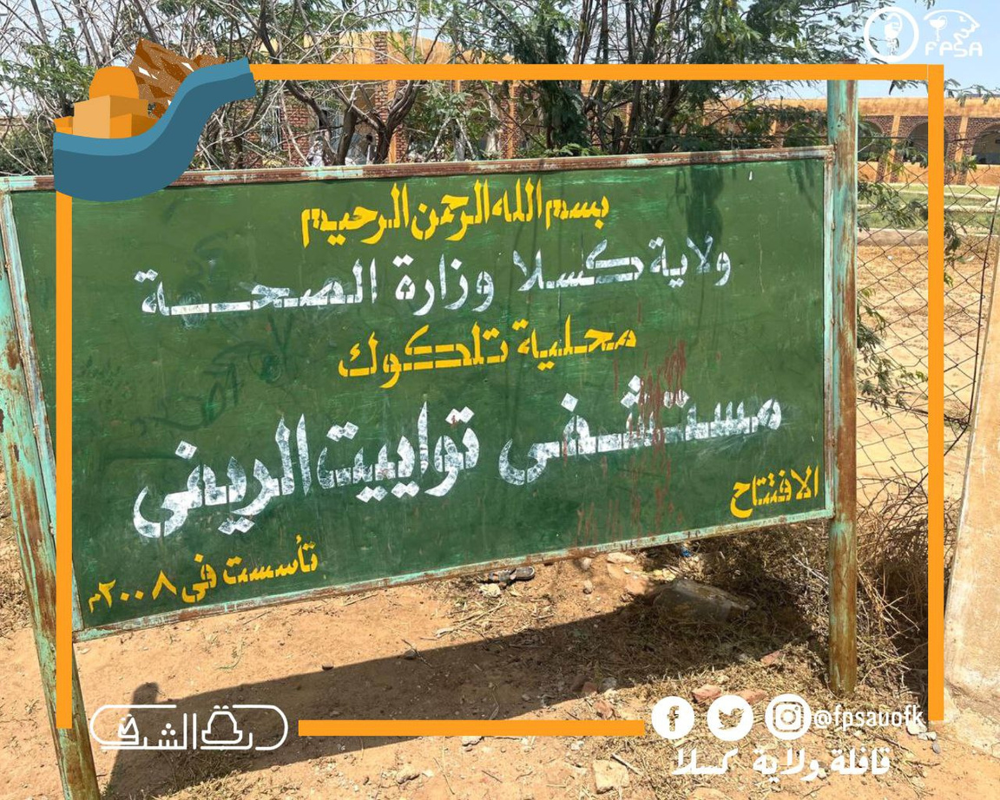 FPSA
بسم الله الرحمن الرحيم
ولاية كسلا وزارة الصحة
محلية تلكوك
مستشفى تواييت الريفى
الافتتاح
تأسست فى ٢٠٠٨م
@fpsauofk
قافلة ولاية كسلا